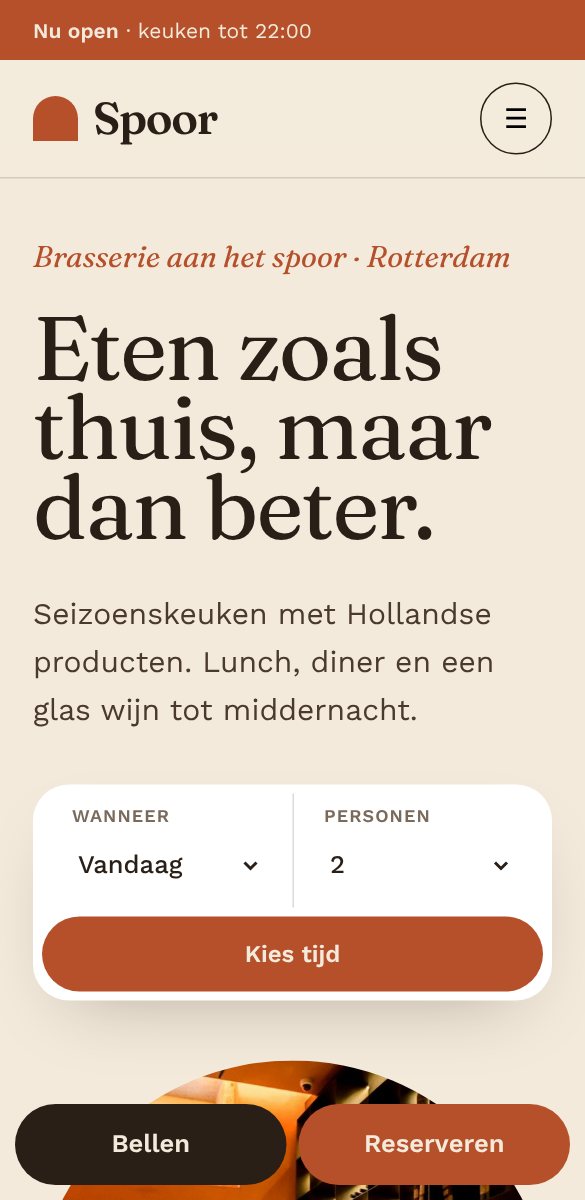 Nu open · keuken tot 22:00
Spoor
Brasserie aan het spoor · Rotterdam
Eten zoals
thuis, maar
dan beter.
Seizoenskeuken met Hollandse
producten. Lunch, diner en een
glas wijn tot middernacht.
WANNEER PERSONEN
Vandaag 2
Kies tijd
Bellen Reserveren